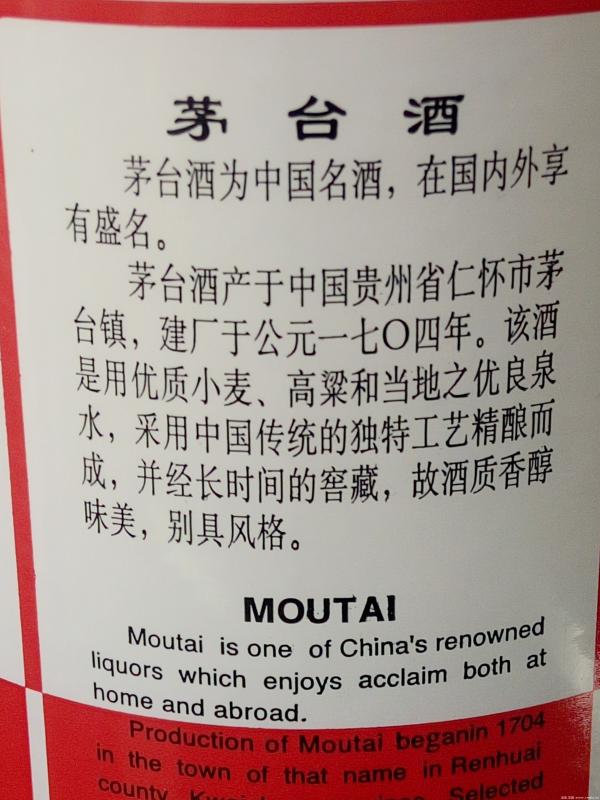 茅台酒
茅台酒为中国名酒，在国内外享
有盛名。
茅台酒产于中国贵州省仁怀市茅
台镇，建厂于公元一七〇四年。该酒
是用优质小麦、高粱和当地之优良泉
水，采用中国传统的独特工艺精酿而
成，并经长时间的窖藏，故酒质香醇
味美，别具风格。
MOUTAI
Moutai is one of China's renowned
liquors which enjoys acclaim both at
home and abroad.
Production of Moutai beganin 1704
in the town of that name in Renhuai
county Selected